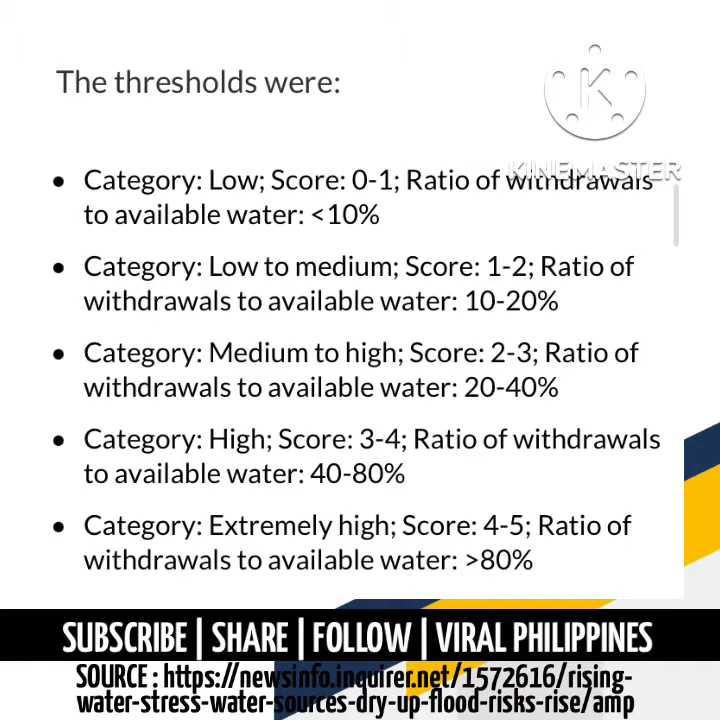 The thresholds were:
KINEMASTER
• Category: Low; Score: 0-1; Ratio of withdrawals
to available water: <10%
• Category: Low to medium; Score: 1-2; Ratio of
withdrawals to available water: 10-20%
• Category: Medium to high; Score: 2-3; Ratio of
withdrawals to available water: 20-40%
• Category: High; Score: 3-4; Ratio of withdrawals
to available water: 40-80%
• Category: Extremely high; Score: 4-5; Ratio of
withdrawals to available water: >80%
SUBSCRIBE | SHARE | FOLLOW | VIRAL PHILIPPINES
SOURCE : https://newsinfo.inquirer.net/1572616/rising-
water-stress-water-sources-dry-up-flood-risks-rise/amp